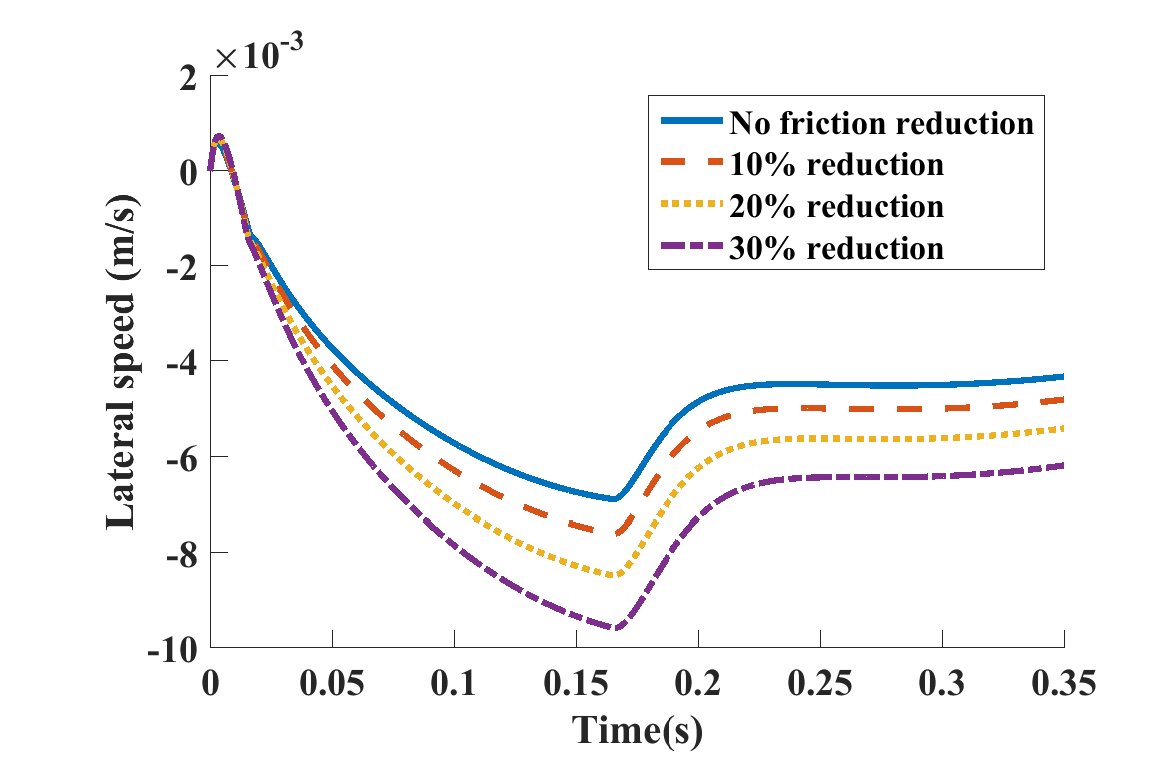 ×10-3
2
0
-2
-4
-6
-8
-10
Lateral speed (m/s)
No friction reduction
10% reduction
20% reduction
30% reduction
0 0.05 0.1 0.15 0.2 0.25 0.3 0.35
Time(s)